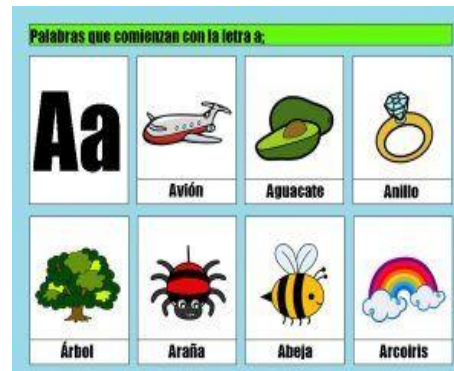 Palabras que comienzan con la letra a;
Aa
Avión
Aguacate
Anillo
Árbol
Araña
Abeja
Arcoiris